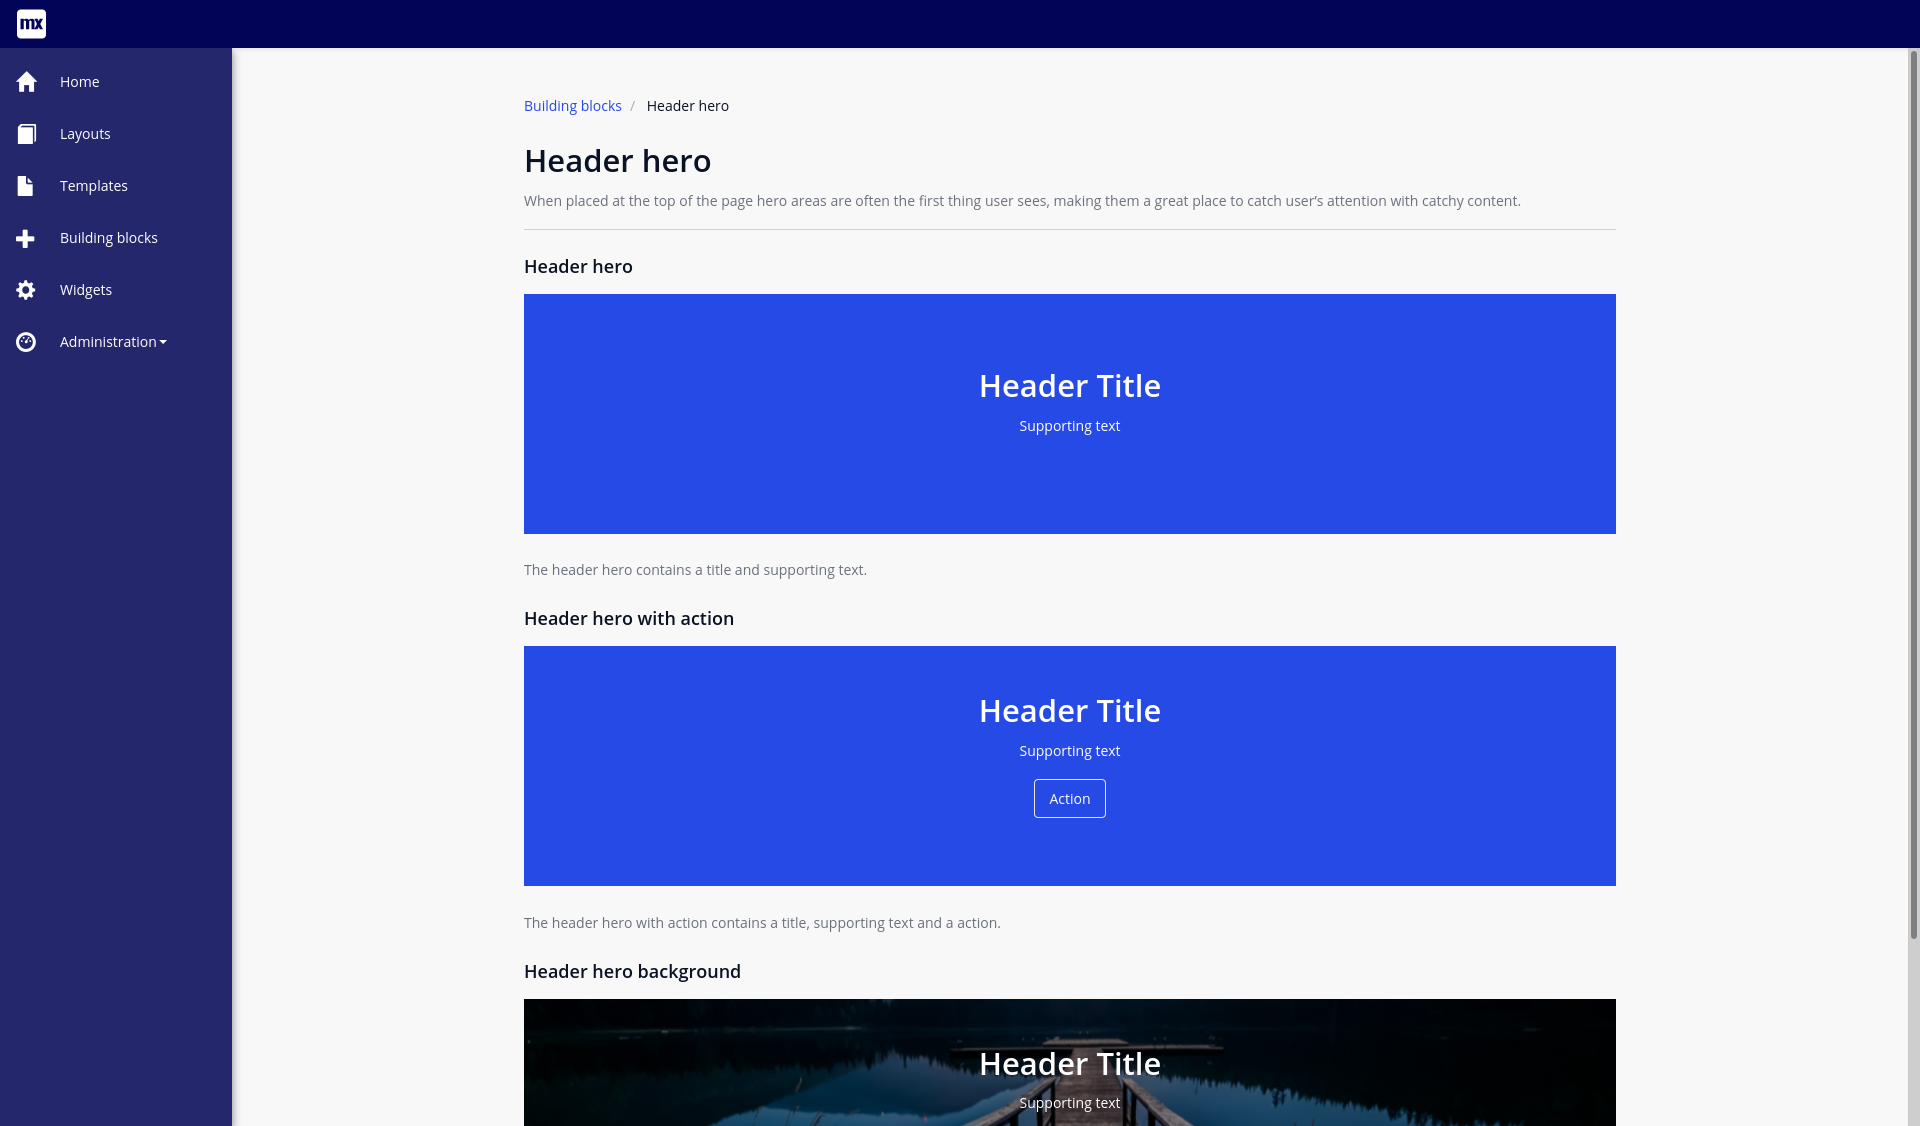 mx
Home
Layouts
Templates
Building blocks
Widgets
Administration
Building blocks / Header hero
Header hero
When placed at the top of the page hero areas are often the first thing user sees, making them a great place to catch user's attention with catchy content.
Header hero
Header Title
Supporting text
The header hero contains a title and supporting text.
Header hero with action
Header Title
Supporting text
Action
The header hero with action contains a title, supporting text and a action.
Header hero background
Header Title
Supporting text